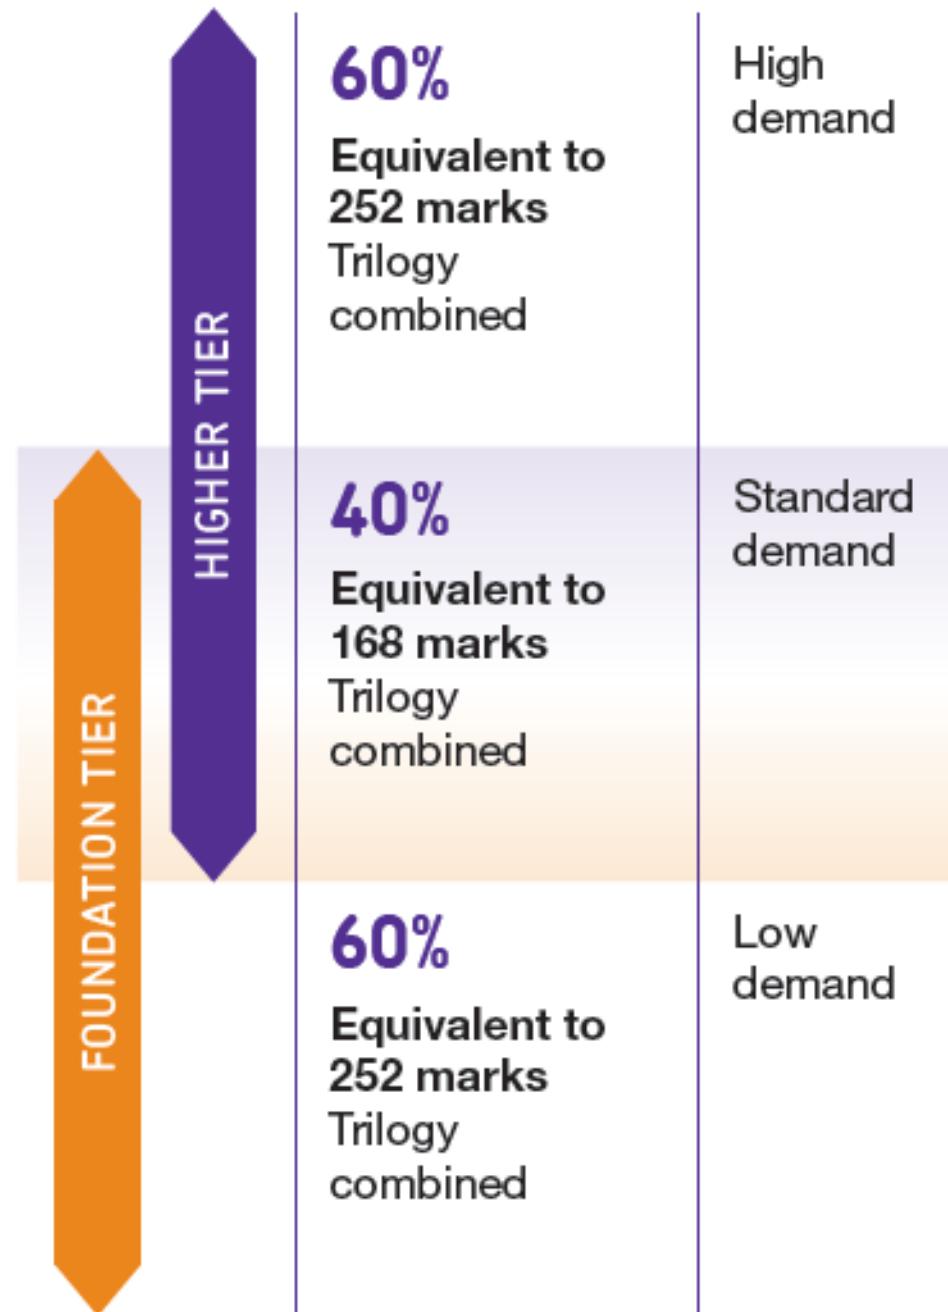 60%
Equivalent to
252 marks
Trilogy
combined
High
demand
HIGHER TIER
40%
Equivalent to
168 marks
Trilogy
combined
Standard
demand
FOUNDATION TIER
60%
Equivalent to
252 marks
Trilogy
combined
Low
demand